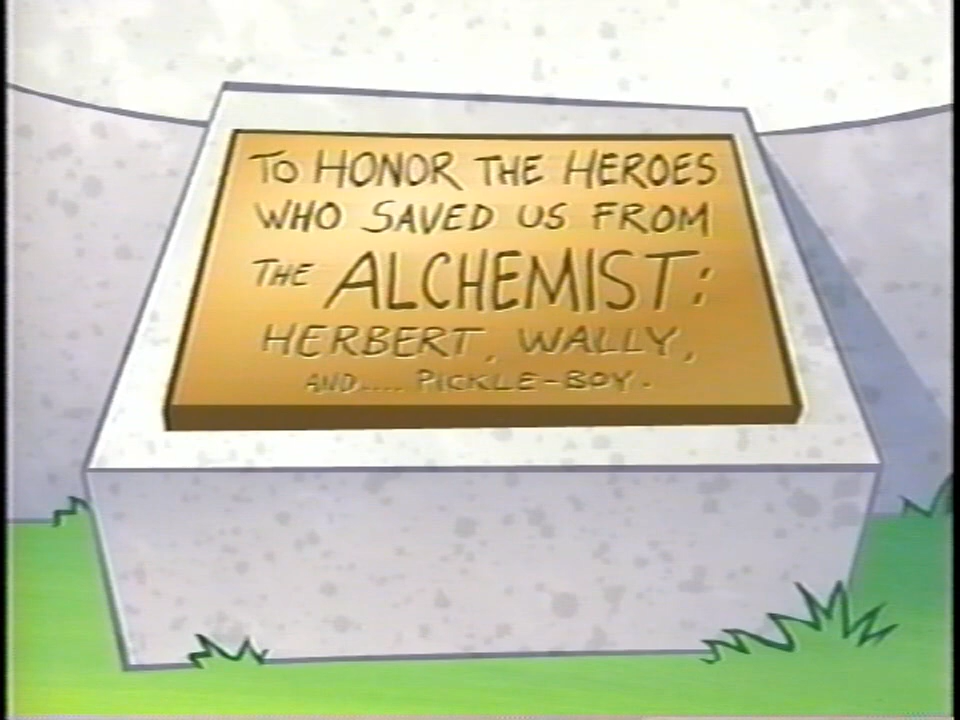 TO HONOR THE HEROES
WHO SAVED US FROM
THE ALCHEMIST:
HERBERT, WALLY,
AND.... PICKLE-BOY.